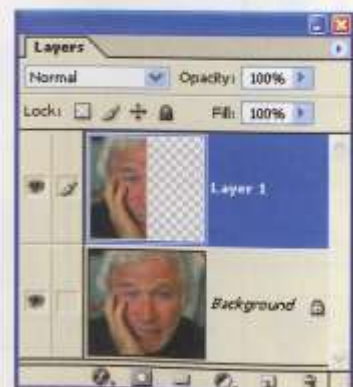 Layers
Normal Opacity: 100%
Lock: Fill: 100%
Layer 1
Background